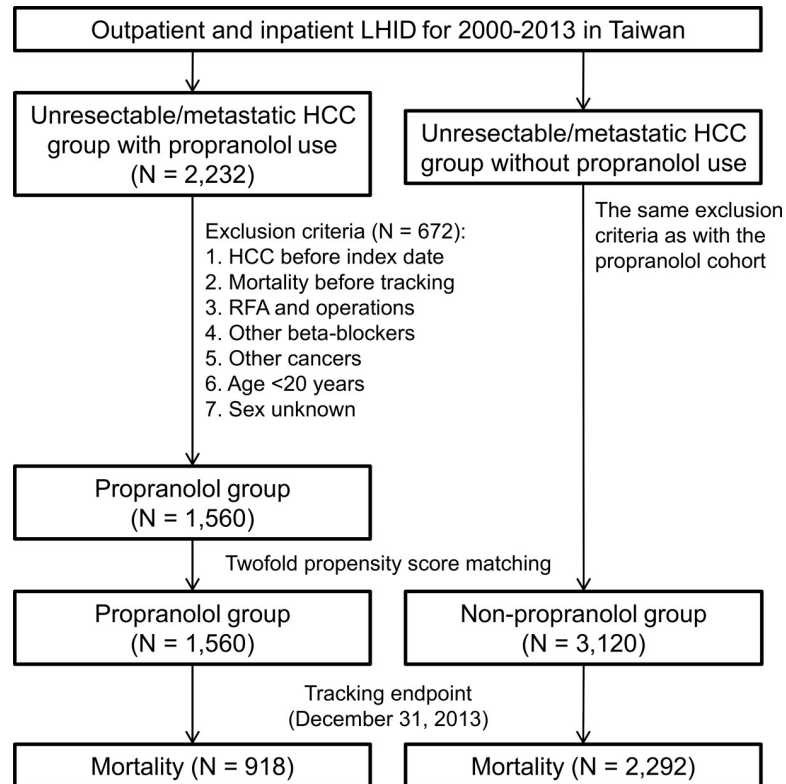 Outpatient and inpatient LHID for 2000-2013 in Taiwan
Unresectable/metastatic HCC
group with propranolol use
(N = 2,232)
Unresectable/metastatic HCC
group without propranolol use
Exclusion criteria (N = 672):
1. HCC before index date
2. Mortality before tracking
3. RFA and operations
4. Other beta-blockers
5. Other cancers
6. Age <20 years
7. Sex unknown
The same exclusion
criteria as with the
propranolol cohort
Propranolol group
(N = 1,560)
Twofold propensity score matching
Propranolol group
(N = 1,560)
Non-propranolol group
(N = 3,120)
Tracking endpoint
(December 31, 2013)
Mortality (N = 918)
Mortality (N = 2,292)